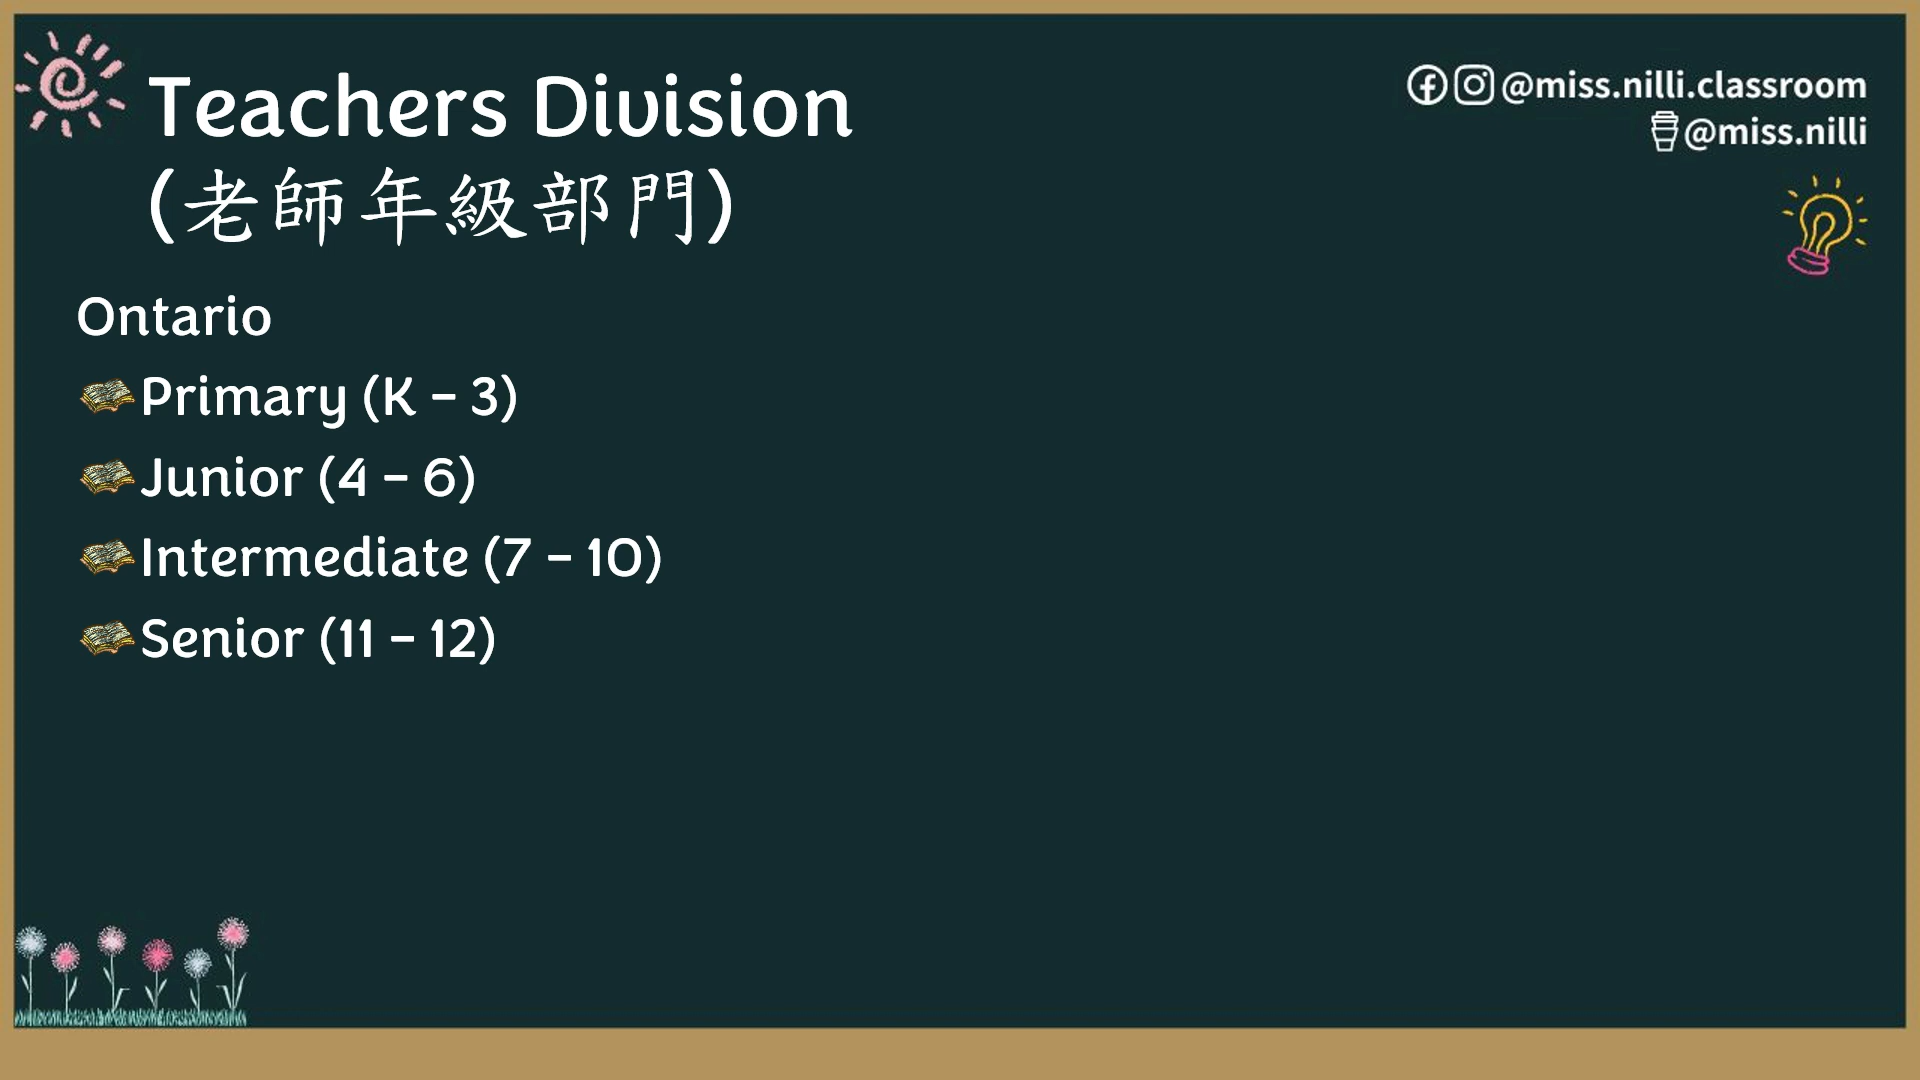 Teachers Division
(老師年級部門)
@miss.nilli.classroom
@miss.nilli
Ontario
Primary (K – 3)
Junior (4 – 6)
Intermediate (7 – 10)
Senior (11 – 12)